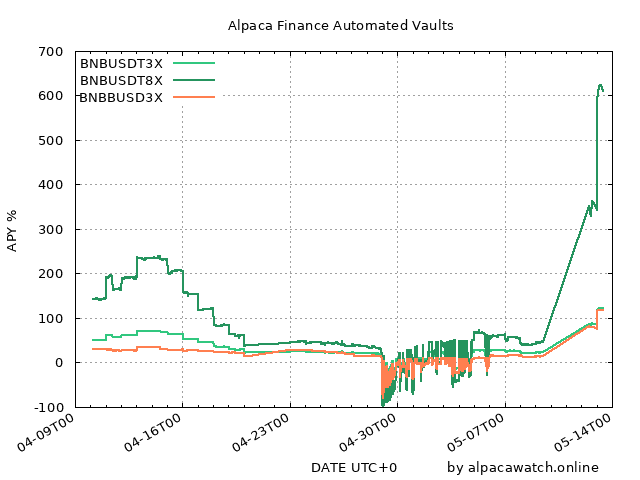 Alpaca Finance Automated Vaults
700
600
500
400
300
200
100
0
-100
APY %
BNBUSDT3X
BNBUSDT8X
BNBBUSD3X
04-09T00
04-16T00
04-23T00
04-30T00
05-07T00
05-14T00
DATE UTC+0
by alpacawatch.online